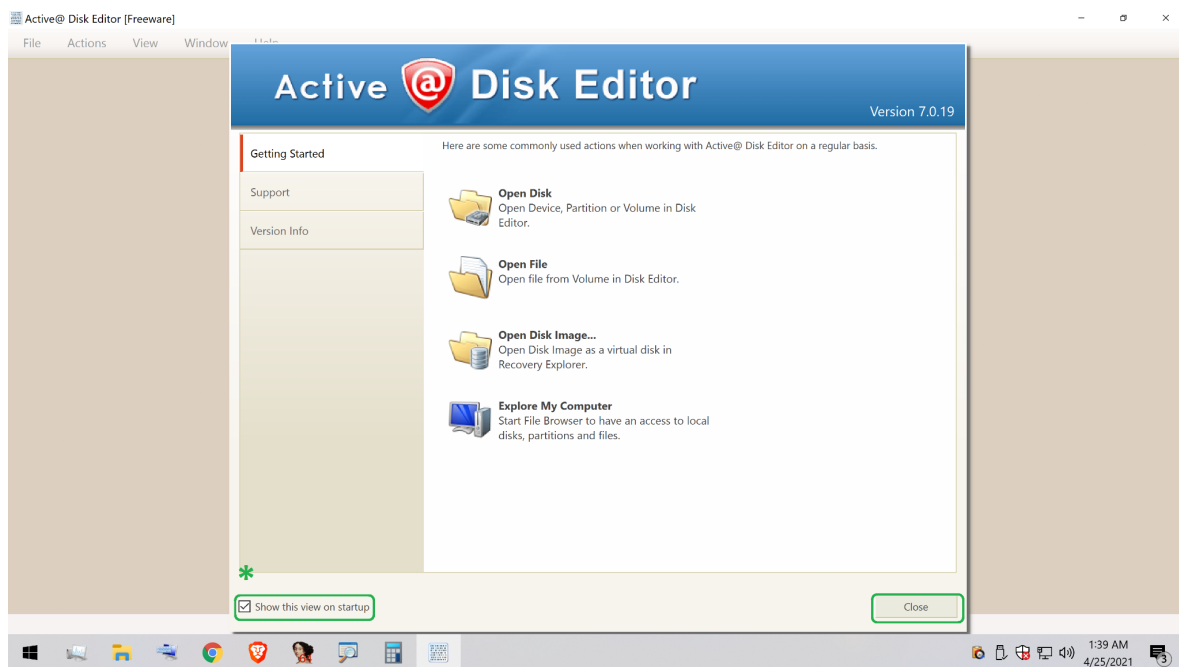 Active@ Disk Editor [Freeware]
File Actions View Window Help
Active @ Disk Editor
Version 7.0.19
Getting Started
Support
Version Info
Here are some commonly used actions when working with Active@ Disk Editor on a regular basis.
Open Disk
Open Device, Partition or Volume in Disk
Editor.
Open File
Open file from Volume in Disk Editor.
Open Disk Image...
Open Disk Image as a virtual disk in
Recovery Explorer.
Explore My Computer
Start File Browser to have an access to local
disks, partitions and files.
*
Show this view on startup
Close
1:39 AM
4/25/2021
3